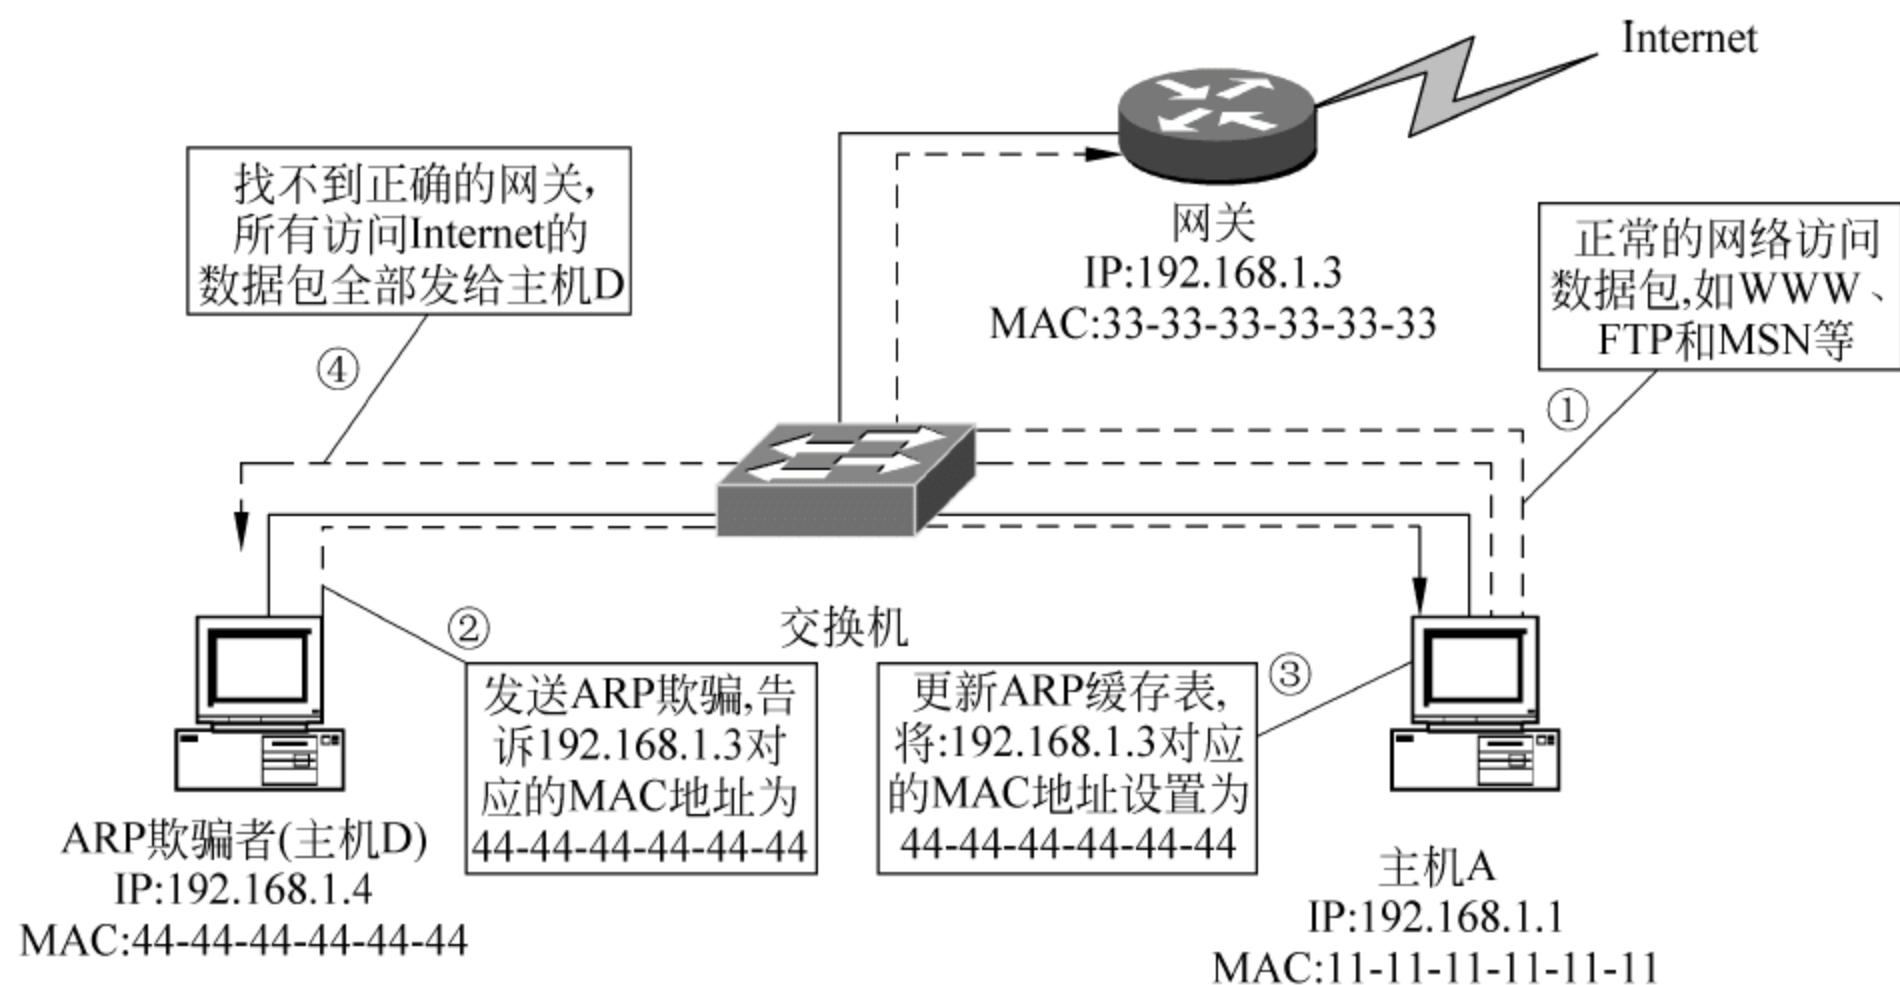 Internet
找不到正确的网关,
所有访问Internet的
数据包全部发给主机D
网关
IP:192.168.1.3
MAC:33-33-33-33-33-33
正常的网络访问
数据包,如WWW、
FTP和MSN等
④
①
②
交换机
③
发送ARP欺骗,告
诉192.168.1.3对
应的MAC地址为
44-44-44-44-44-44
更新ARP缓存表,
将:192.168.1.3对应
的MAC地址设置为
44-44-44-44-44-44
ARP欺骗者(主机D)
IP:192.168.1.4
MAC:44-44-44-44-44-44
主机A
IP:192.168.1.1
MAC:11-11-11-11-11-11